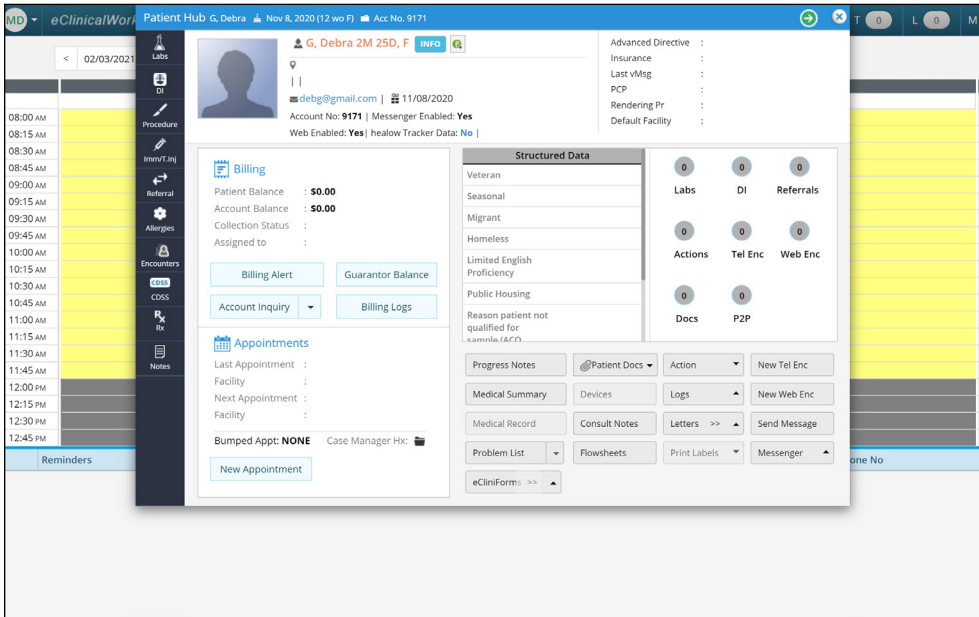 MD
eClinicalWor
Patient Hub G, Debra Nov 8, 2020 (12 wo F) Acc No. 9171
T 0
L 0
M
< 02/03/2021
08:00 AM
08:15 AM
08:30 AM
08:45 AM
09:00 AM
09:15 AM
09:30 AM
09:45 AM
10:00 AM
10:15 AM
10:30 AM
10:45 AM
11:00 AM
11:15 AM
11:30 AM
11:45 AM
12:00 PM
12:15 PM
12:30 PM
12:45 PM
Reminders
one No
Labs
DI
Procedure
Imm/T.Inj
Referral
Allergies
Encounters
CDSS
CDSS
Rx
Rx
Notes
G, Debra 2M 25D, F INFO
| |
debg@gmail.com | 11/08/2020
Account No: 9171 | Messenger Enabled: Yes
Web Enabled: Yes| healow Tracker Data: No |
Advanced Directive :
Insurance :
Last vMsg :
PCP :
Rendering Pr :
Default Facility :
Billing
Patient Balance : $0.00
Account Balance : $0.00
Collection Status :
Assigned to :
Billing Alert
Guarantor Balance
Account Inquiry
Billing Logs
Appointments
Last Appointment :
Facility :
Next Appointment :
Facility :
Bumped Appt: NONE Case Manager Hx:
New Appointment
Structured Data
Veteran
Seasonal
Migrant
Homeless
Limited English
Proficiency
Public Housing
Reason patient not
qualified for
sample (ACO
0 0 0
Labs DI Referrals
0 0 0
Actions Tel Enc Web Enc
0 0
Docs P2P
Progress Notes Patient Docs Action New Tel Enc
Medical Summary Devices Logs New Web Enc
Medical Record Consult Notes Letters >> Send Message
Problem List Flowsheets Print Labels Messenger
eCliniForms >>